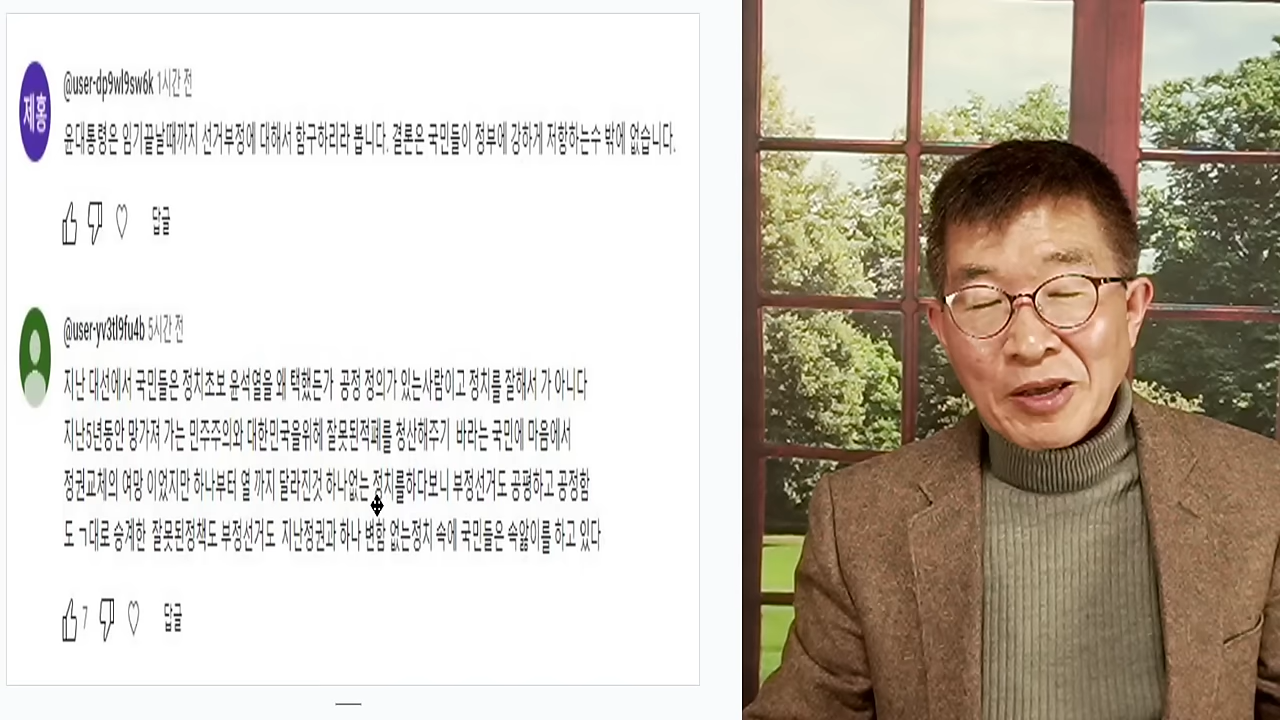 제홍
@user-dp9wl9sw6k 1시간 전
윤대통령은 임기끝날때까지 선거부정에 대해서 함구하리라 봅니다. 결론은 국민들이 정부에 강하게 저항하는수 밖에 없습니다.
답글
@user-yv3tl9fu4b 5시간 전
지난 대선에서 국민들은 정치초보 윤석열을 왜 택했든가 공정 정의가 있는사람이고 정치를 잘해서 가 아니다
지난5년동안 망가져 가는 민주주의와 대한민국을위해 잘못된적폐를 청산해주기 바라는 국민에 마음에서
정권교체의 여망 이었지만 하나부터 열 까지 달라진것 하나없는 정치를하다보니 부정선거도 공평하고 공정함
도 ㄱ대로 승계한 잘못된정책도 부정선거도 지난정권과 하나 변함 없는정치 속에 국민들은 속앓이를 하고 있다
7 답글